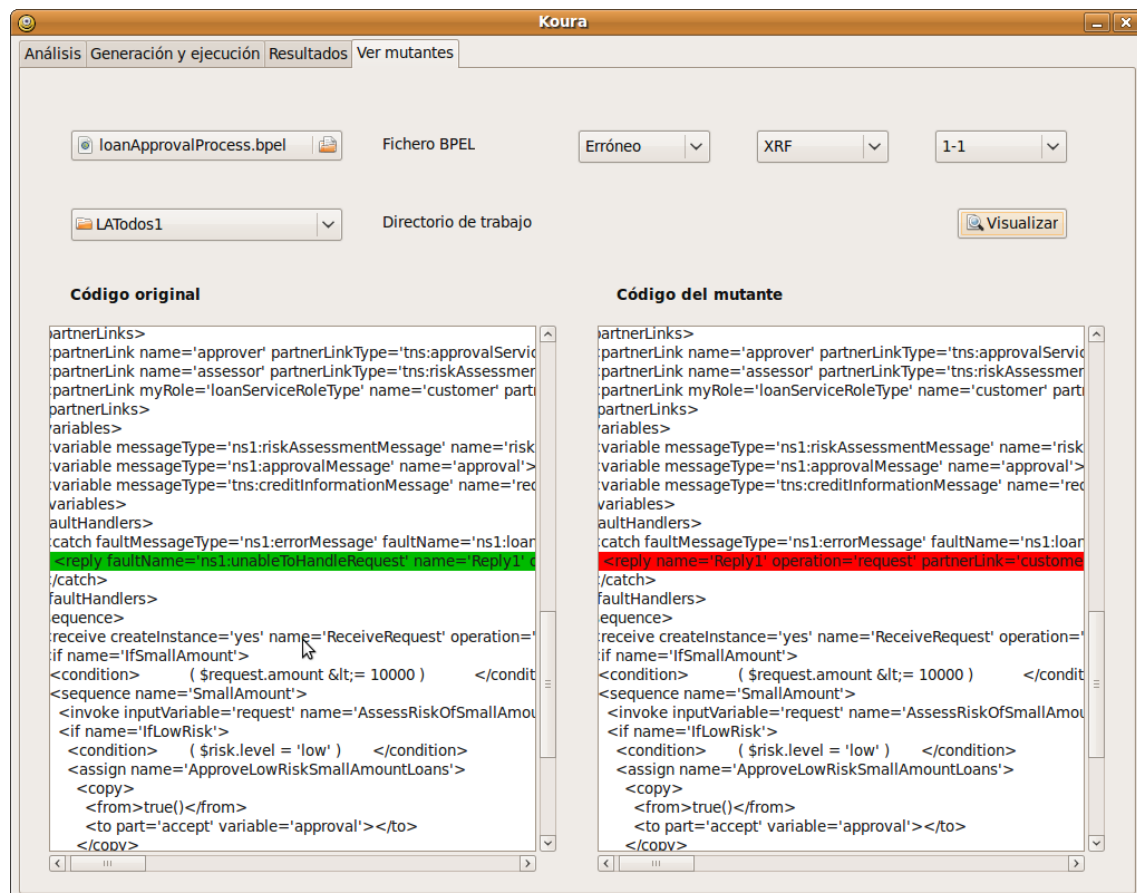 Koura
Análisis Generación y ejecución Resultados Ver mutantes
loanApprovalProcess.bpel Fichero BPEL Erróneo XRF 1-1
LATodos1 Directorio de trabajo Visualizar
Código original
partnerLinks>
partnerLink name='approver' partnerLinkType='tns:approvalServic
partnerLink name='assessor' partnerLinkType='tns:riskAssessmer
partnerLink myRole='loanServiceRoleType' name='customer' part
partnerLinks>
variables>
variable messageType='ns1:riskAssessmentMessage' name='risk
variable messageType='ns1:approvalMessage' name='approval'>
variable messageType='tns:creditInformationMessage' name='rec
variables>
aultHandlers>
catch faultMessageType='ns1:errorMessage' faultName='ns1:loar
<reply faultName='ns1:unableToHandleRequest' name='Reply1' o
/catch>
faultHandlers>
equence>
receive createInstance='yes' name='ReceiveRequest' operation='
if name='IfSmallAmount'>
<condition> ( $request.amount &lt;= 10000 ) </condit
<sequence name='SmallAmount'>
<invoke inputVariable='request' name='AssessRiskOfSmallAmou
<if name='IfLowRisk'>
<condition> ( $risk.level = 'low' ) </condition>
<assign name='ApproveLowRiskSmallAmountLoans'>
<copy>
<from>true()</from>
<to part='accept' variable='approval'></to>
</copy>
Código del mutante
partnerLinks>
partnerLink name='approver' partnerLinkType='tns:approvalServic
partnerLink name='assessor' partnerLinkType='tns:riskAssessmer
partnerLink myRole='loanServiceRoleType' name='customer' part
partnerLinks>
variables>
variable messageType='ns1:riskAssessmentMessage' name='risk
variable messageType='ns1:approvalMessage' name='approval'>
variable messageType='tns:creditInformationMessage' name='rec
variables>
aultHandlers>
catch faultMessageType='ns1:errorMessage' faultName='ns1:loar
<reply name='Reply1' operation='request' partnerLink='custome
/catch>
faultHandlers>
equence>
receive createInstance='yes' name='ReceiveRequest' operation='
if name='IfSmallAmount'>
<condition> ( $request.amount &lt;= 10000 ) </condit
<sequence name='SmallAmount'>
<invoke inputVariable='request' name='AssessRiskOfSmallAmou
<if name='IfLowRisk'>
<condition> ( $risk.level = 'low' ) </condition>
<assign name='ApproveLowRiskSmallAmountLoans'>
<copy>
<from>true()</from>
<to part='accept' variable='approval'></to>
</copy>